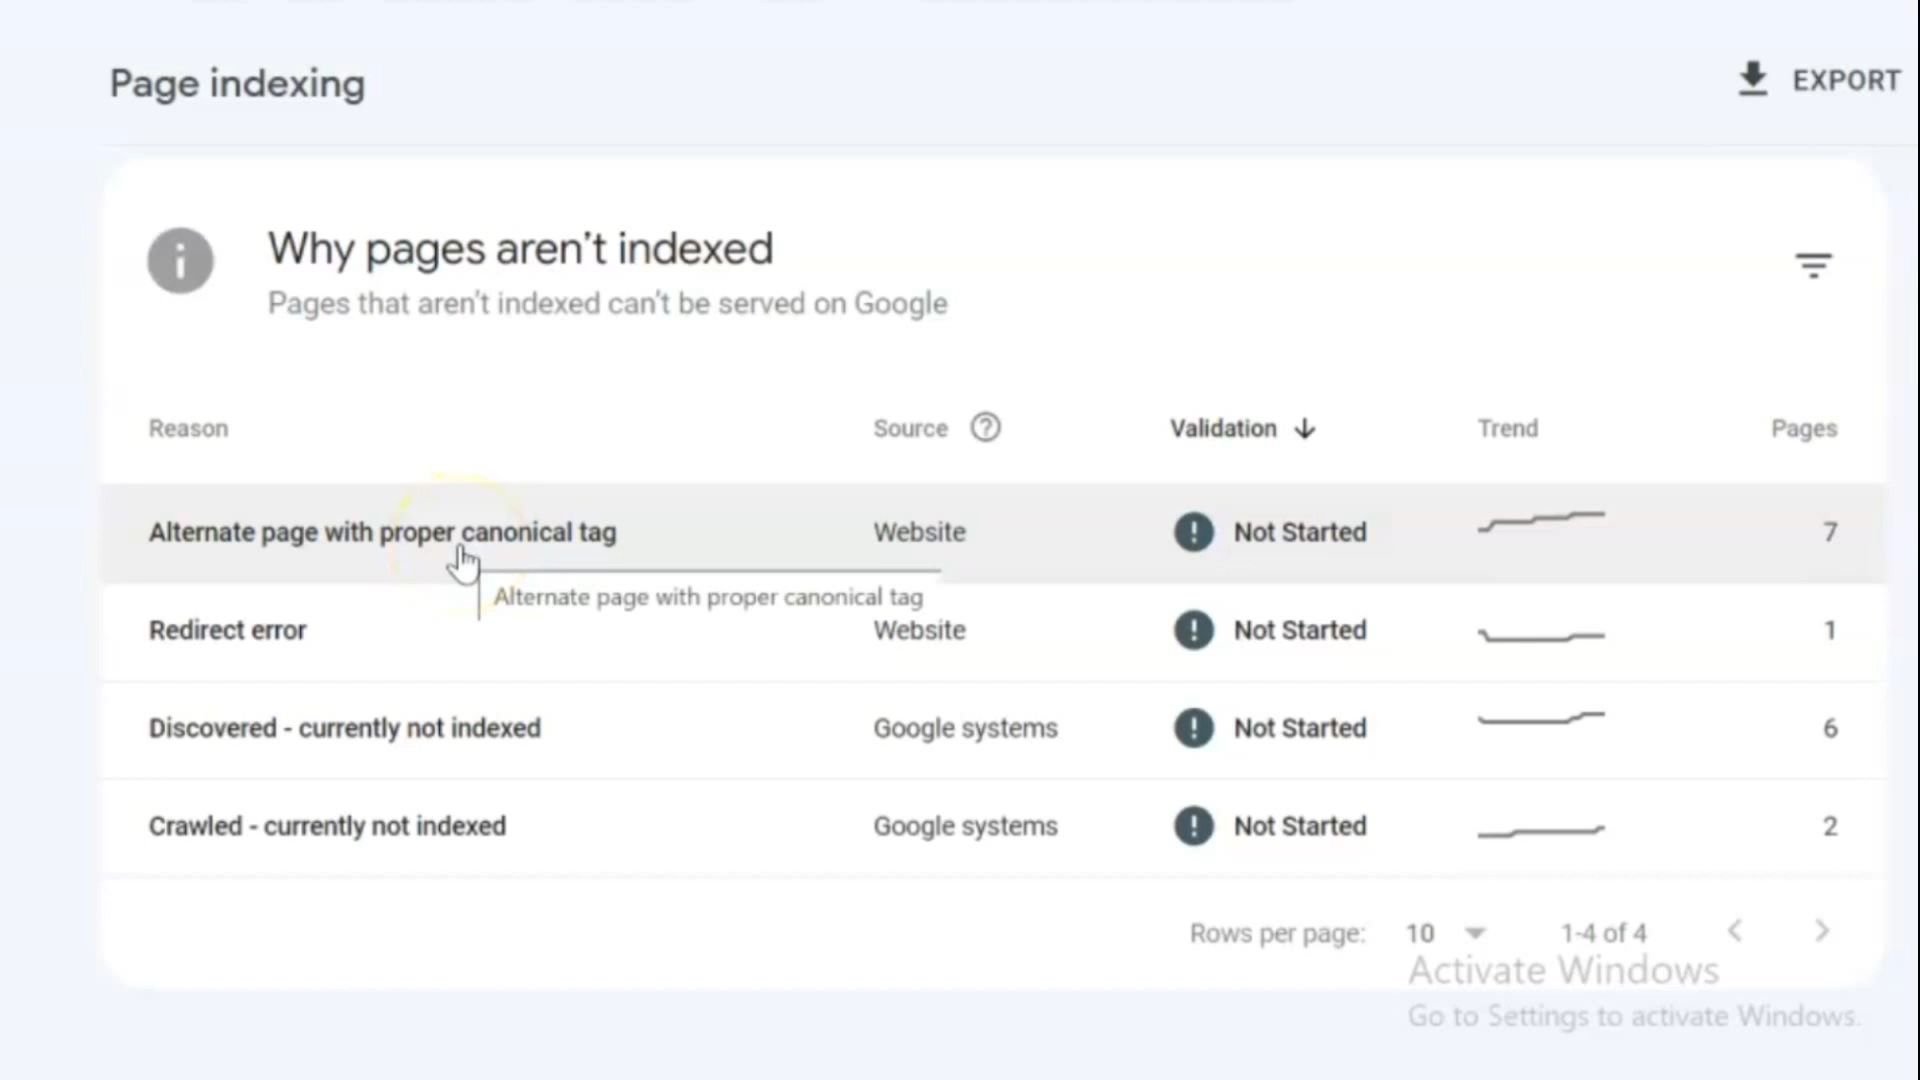 Page indexing
EXPORT
Why pages aren't indexed
Pages that aren't indexed can't be served on Google
Reason Source Validation Trend Pages
Alternate page with proper canonical tag Website Not Started 7
Alternate page with proper canonical tag
Redirect error Website Not Started 1
Discovered - currently not indexed Google systems Not Started 6
Crawled - currently not indexed Google systems Not Started 2
Rows per page: 10 1-4 of 4
Activate Windows
Go to Settings to activate Windows.